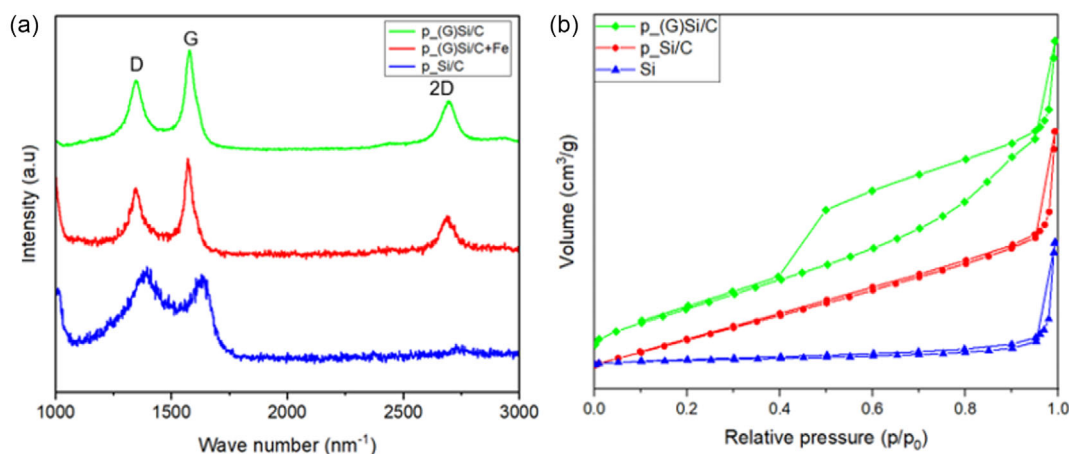 (a)
p_(G)Si/C
p_(G)Si/C+Fe
p_Si/C
D
G
2D
Intensity (a.u)
1000
1500
2000
2500
3000
Wave number (nm⁻¹)
(b)
p_(G)Si/C
p_Si/C
Si
Volume (cm³/g)
0.0
0.2
0.4
0.6
0.8
1.0
Relative pressure (p/p₀)